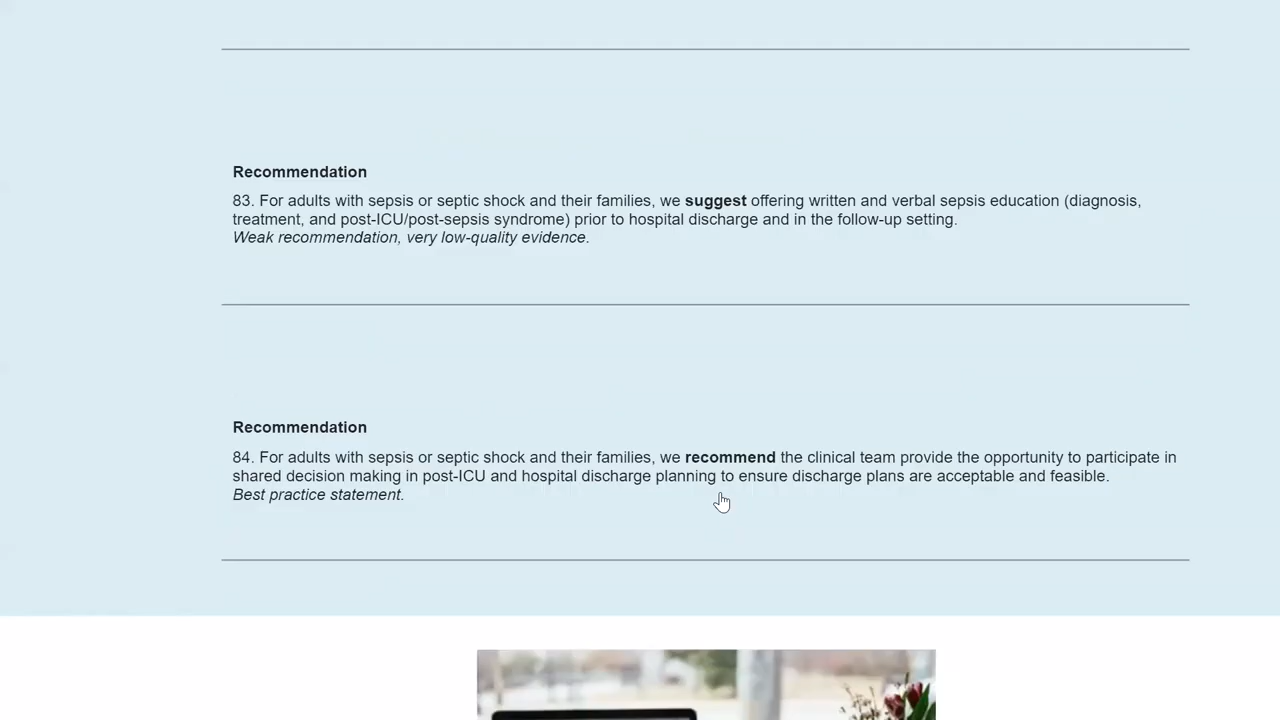 Recommendation
83. For adults with sepsis or septic shock and their families, we suggest offering written and verbal sepsis education (diagnosis,
treatment, and post-ICU/post-sepsis syndrome) prior to hospital discharge and in the follow-up setting.
Weak recommendation, very low-quality evidence.
Recommendation
84. For adults with sepsis or septic shock and their families, we recommend the clinical team provide the opportunity to participate in
shared decision making in post-ICU and hospital discharge planning to ensure discharge plans are acceptable and feasible.
Best practice statement.